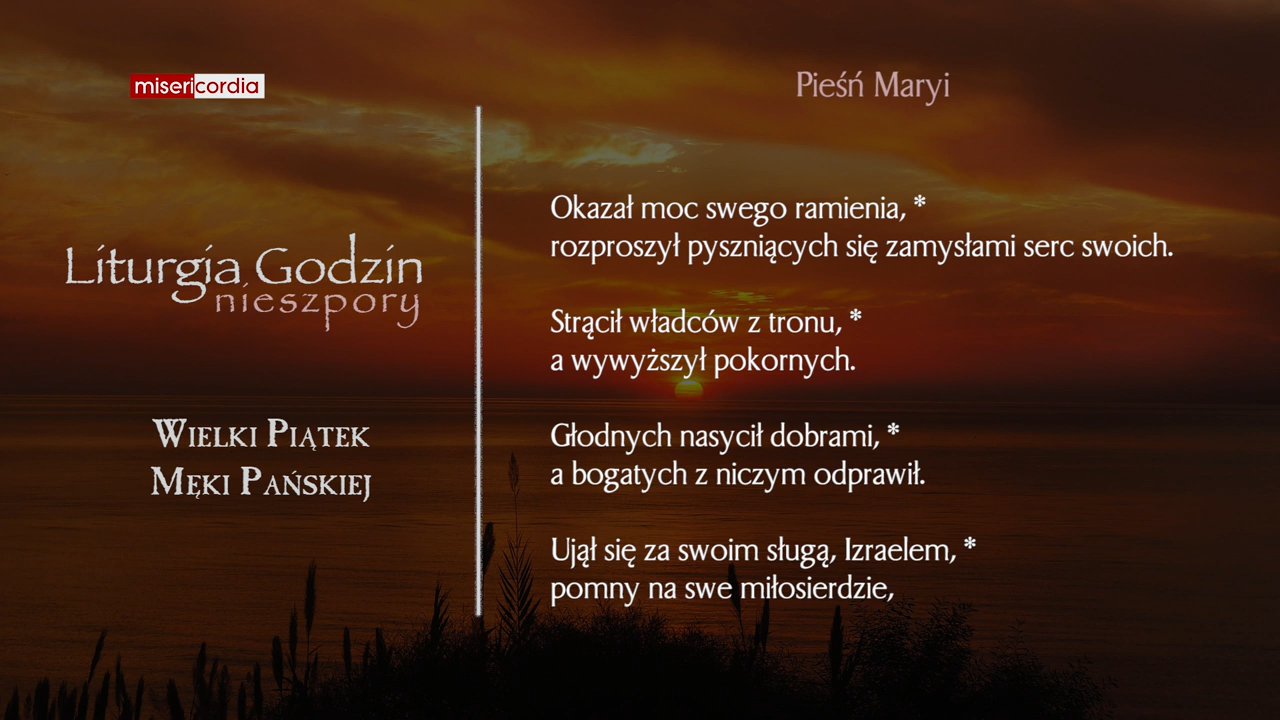 misericordia
Liturgia Godzin
nieszpory
Wielki Piątek
Męki Pańskiej
Pieśń Maryi
Okazał moc swego ramienia, *
rozproszył pyszniących się zamysłami serc swoich.
Strącił władców z tronu, *
a wywyższył pokornych.
Głodnych nasycił dobrami, *
a bogatych z niczym odprawił.
Ujął się za swoim sługą, Izraelem, *
pomny na swe miłosierdzie,